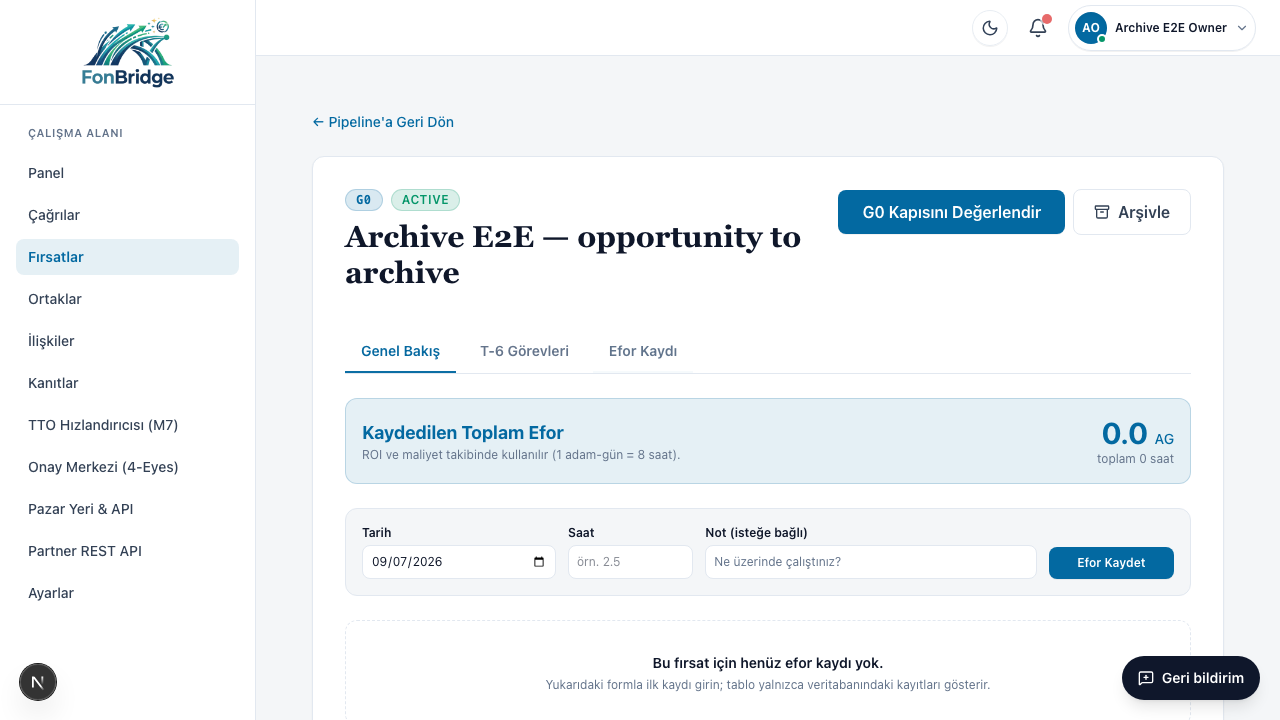 FonBridge
AO
Archive E2E Owner
ÇALIŞMA ALANI
Panel
Çağrılar
Fırsatlar
Ortaklar
İlişkiler
Kanıtlar
TTO Hızlandırıcısı (M7)
Onay Merkezi (4-Eyes)
Pazar Yeri & API
Partner REST API
Ayarlar
N
← Pipeline'a Geri Dön
G0
ACTIVE
G0 Kapısını Değerlendir
Arşivle
Archive E2E — opportunity to
archive
Genel Bakış
T-6 Görevleri
Efor Kaydı
Kaydedilen Toplam Efor
ROI ve maliyet takibinde kullanılır (1 adam-gün = 8 saat).
0.0 AG
toplam 0 saat
Tarih
Saat
Not (isteğe bağlı)
09/07/2026
örn. 2.5
Ne üzerinde çalıştınız?
Efor Kaydet
Bu fırsat için henüz efor kaydı yok.
Yukarıdaki formla ilk kaydı girin; tablo yalnızca veritabanındaki kayıtları gösterir.
Geri bildirim